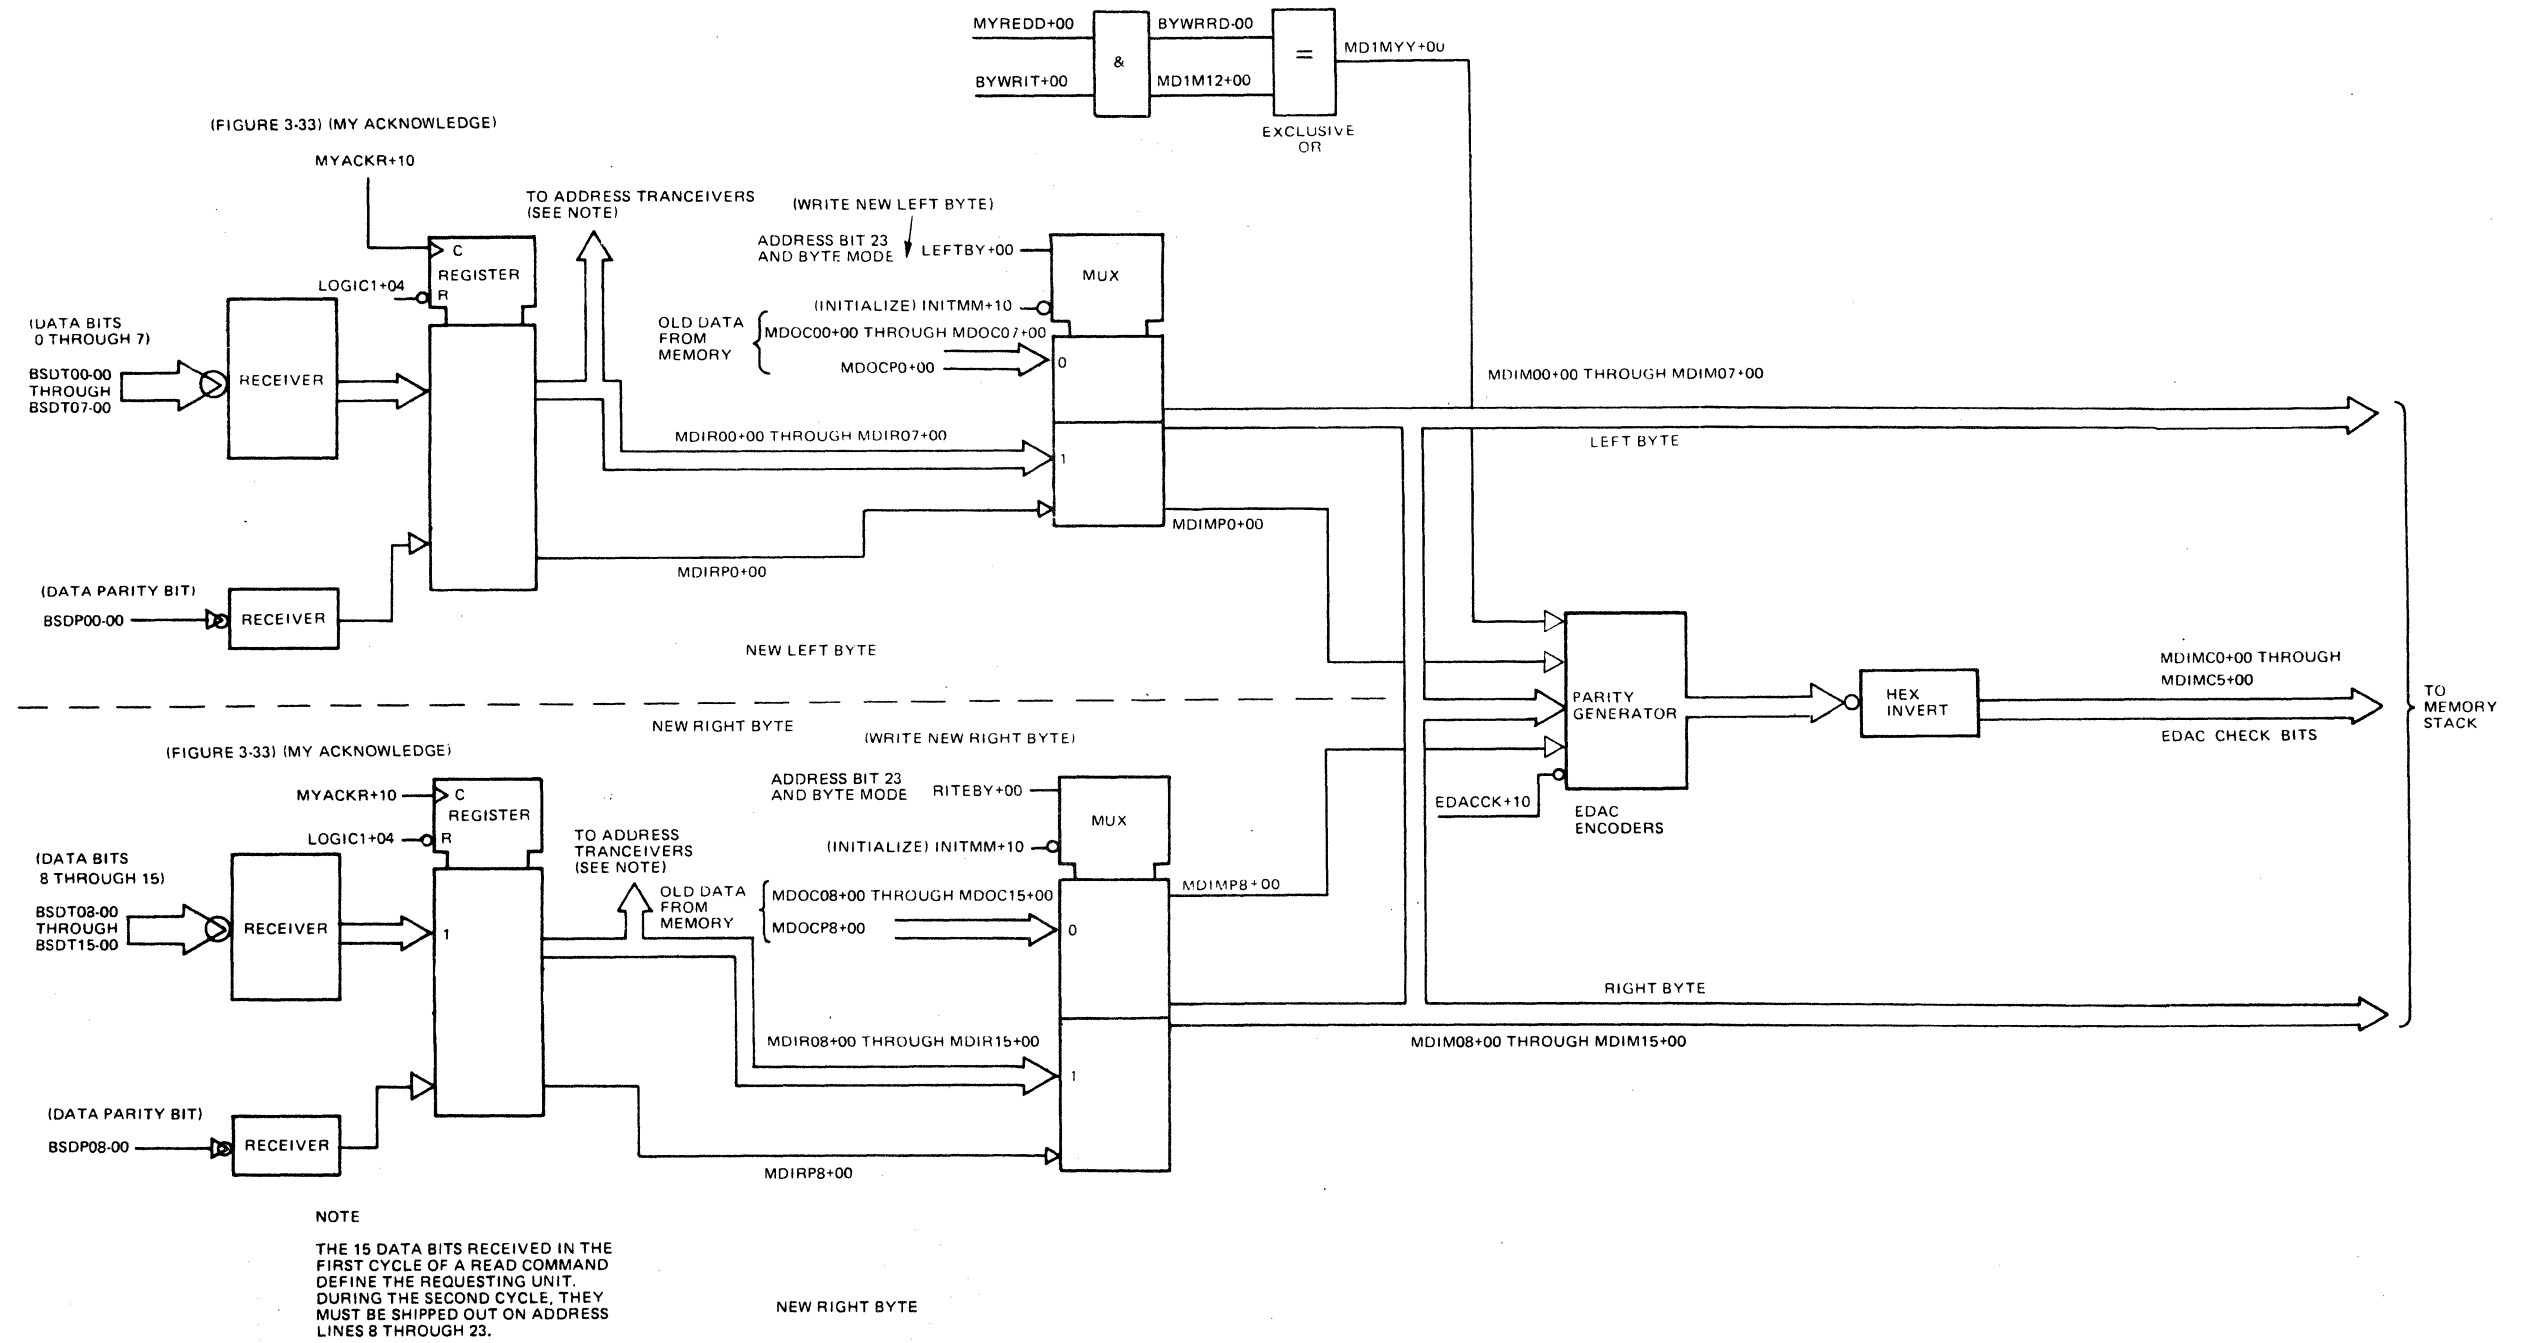 MYREDD+00
BYWRRD-00
&
=
MD1MYY+00
BYWRIT+00
MD1M12+00
EXCLUSIVE
OR
(FIGURE 3-33) (MY ACKNOWLEDGE)
MYACKR+10
TO ADDRESS TRANCEIVERS
(SEE NOTE)
(WRITE NEW LEFT BYTE)
ADDRESS BIT 23
AND BYTE MODE
LEFTBY+00
C
REGISTER
LOGIC1+04
R
MUX
(INITIALIZE) INITMM+10
(DATA BITS
0 THROUGH 7)
BSDT00-00
THROUGH
BSDT07-00
RECEIVER
OLD DATA
FROM
MEMORY
MDOC00+00 THROUGH MDOC07+00
MDOCP0+00
0
MDIR00+00 THROUGH MDIR07+00
1
MDIM00+00 THROUGH MDIM07+00
LEFT BYTE
MDIMP0+00
MDIRP0+00
(DATA PARITY BIT)
BSDP00-00
RECEIVER
NEW LEFT BYTE
PARITY
GENERATOR
HEX
INVERT
MDIMC0+00 THROUGH
MDIMC5+00
EDAC CHECK BITS
TO
MEMORY
STACK
EDACCK+10
EDAC
ENCODERS
NEW RIGHT BYTE
(FIGURE 3-33) (MY ACKNOWLEDGE)
(WRITE NEW RIGHT BYTE)
MYACKR+10
C
REGISTER
LOGIC1+04
R
TO ADDRESS
TRANCEIVERS
(SEE NOTE)
ADDRESS BIT 23
AND BYTE MODE
RITEBY+00
MUX
(INITIALIZE) INITMM+10
(DATA BITS
8 THROUGH 15)
BSDT08-00
THROUGH
BSDT15-00
RECEIVER
1
OLD DATA
FROM
MEMORY
MDOC08+00 THROUGH MDOC15+00
MDOCP8+00
0
MDIMP8+00
RIGHT BYTE
MDIR08+00 THROUGH MDIR15+00
1
MDIM08+00 THROUGH MDIM15+00
(DATA PARITY BIT)
BSDP08-00
RECEIVER
MDIRP8+00
NOTE
THE 15 DATA BITS RECEIVED IN THE
FIRST CYCLE OF A READ COMMAND
DEFINE THE REQUESTING UNIT.
DURING THE SECOND CYCLE, THEY
MUST BE SHIPPED OUT ON ADDRESS
LINES 8 THROUGH 23.
NEW RIGHT BYTE